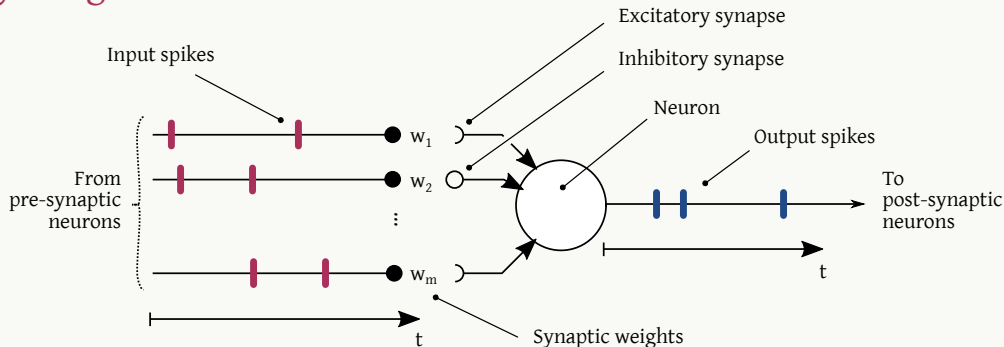 Excitatory synapse
Input spikes
Inhibitory synapse
Neuron
Output spikes
w1
From
pre-synaptic
neurons
w2
...
To
post-synaptic
neurons
wm
t
t
Synaptic weights